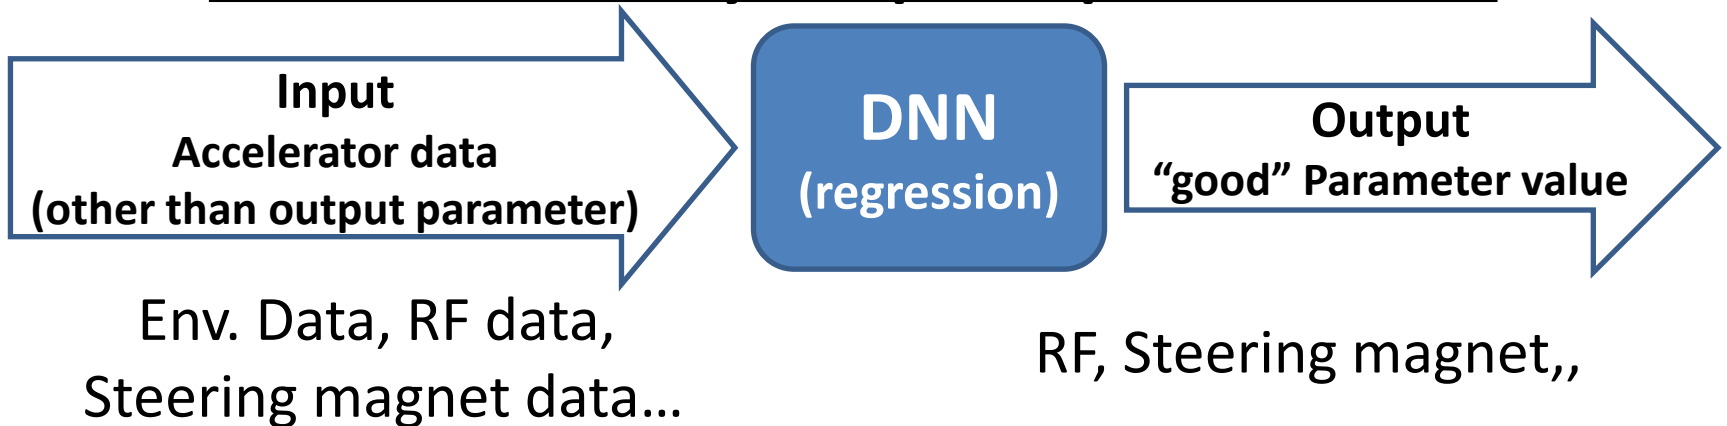 Input
Accelerator data
(other than output parameter)
DNN
(regression)
Output
“good” Parameter value
Env. Data, RF data,
Steering magnet data...
RF, Steering magnet,,